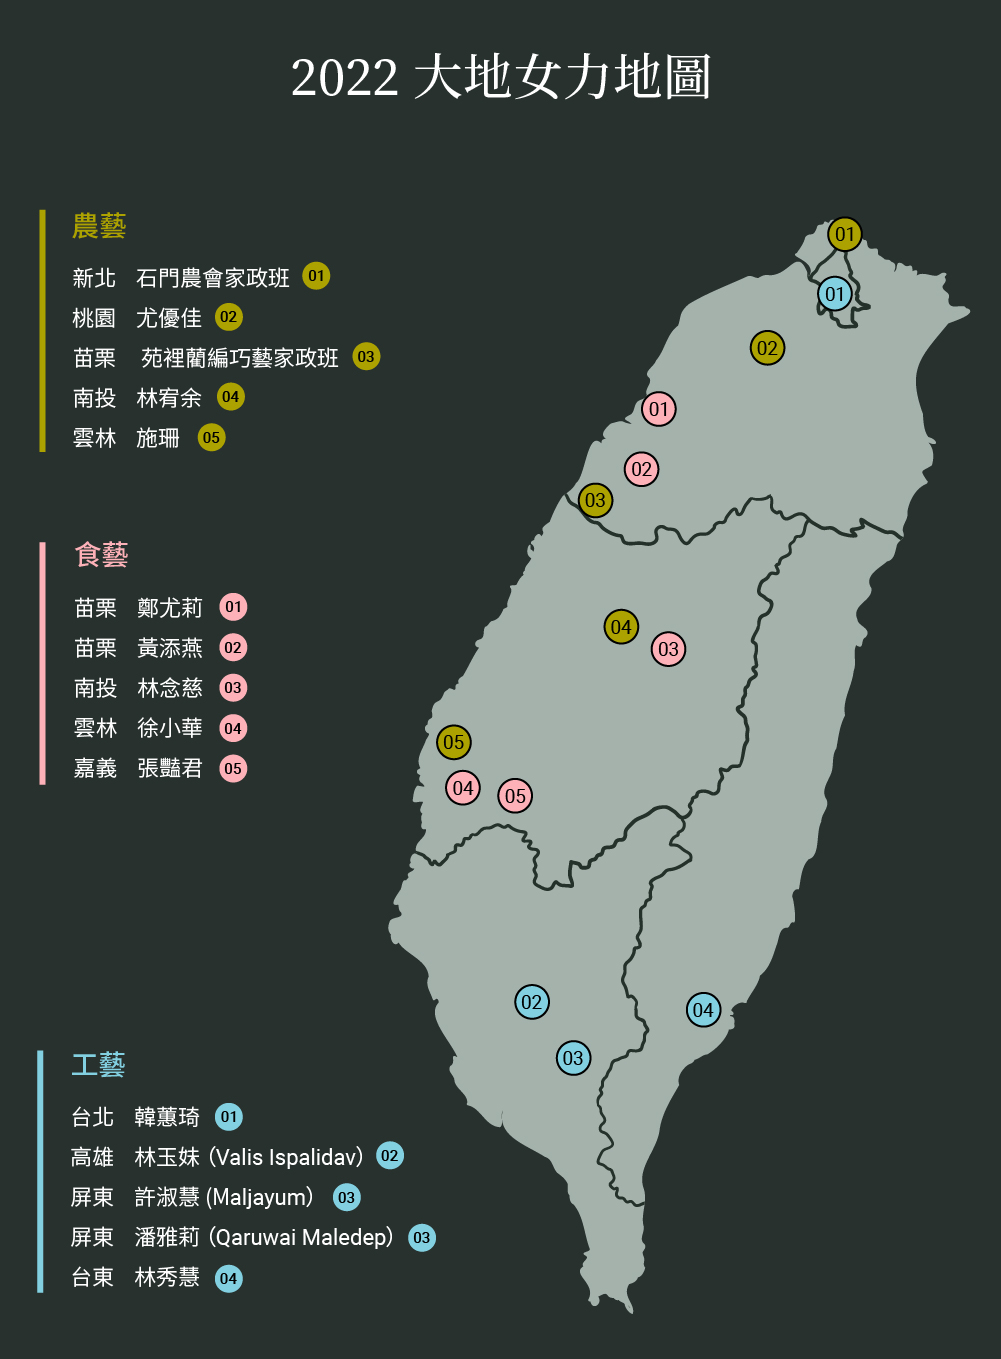 2022 大地女力地圖
農藝
新北 石門農會家政班 01
桃園 尤優佳 02
苗栗 苑裡藺編巧藝家政班 03
南投 林宥余 04
雲林 施珊 05
食藝
苗栗 鄭尤莉 01
苗栗 黃添燕 02
南投 林念慈 03
雲林 徐小華 04
嘉義 張豔君 05
工藝
台北 韓蕙琦 01
高雄 林玉妹（Valis Ispalidav） 02
屏東 許淑慧 (Maljayum） 03
屏東 潘雅莉（Qaruwai Maledep） 03
台東 林秀慧 04
01
01
02
01
02
03
04
03
05
04
05
02
04
03